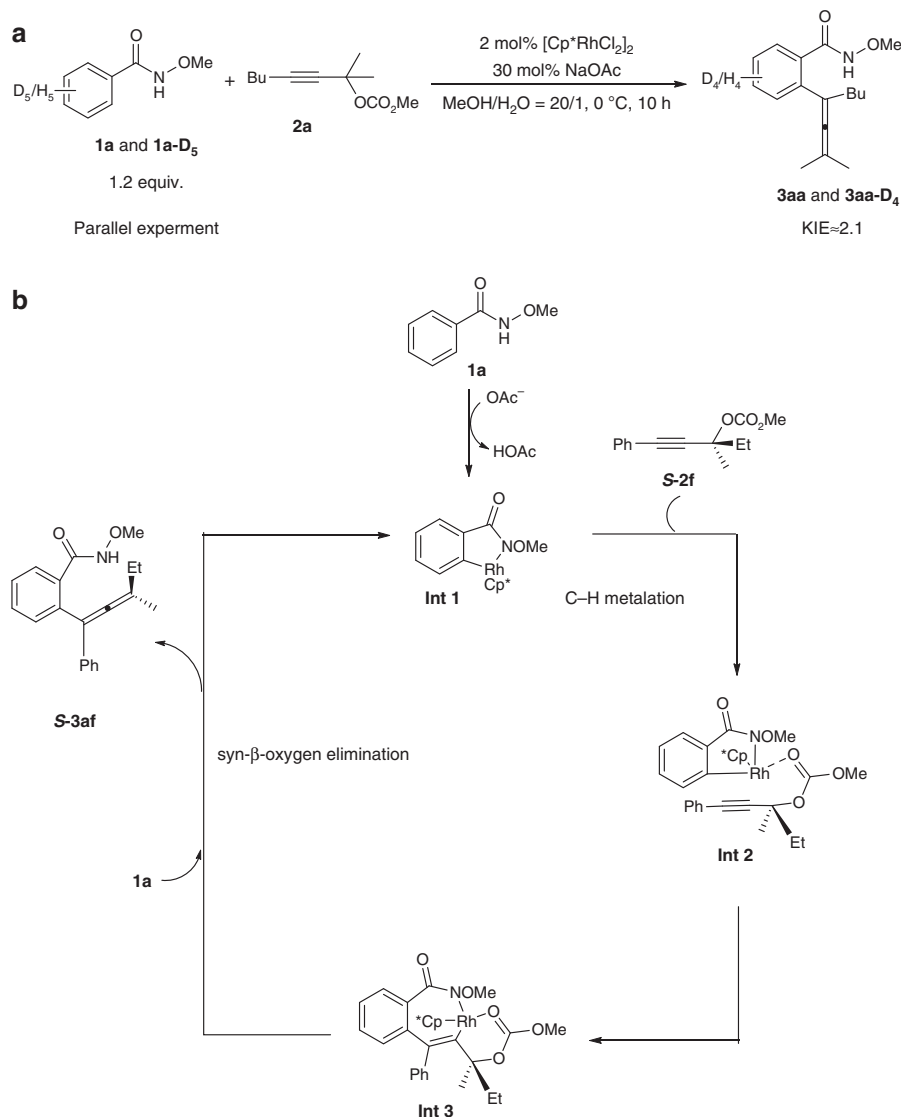 a
O
N
H
OMe
D5/H5
1a and 1a-D5
1.2 equiv.
Parallel experment
+
Bu
OCO2Me
2a
2 mol% [Cp*RhCl2]2
30 mol% NaOAc
MeOH/H2O = 20/1, 0 °C, 10 h
O
N
H
OMe
D4/H4
Bu
3aa and 3aa-D4
KIE≈2.1
b
O
OMe
N
H
1a
OAc–
HOAc
OCO2Me
Ph
Et
S-2f
O
NOMe
Rh
Cp*
Int 1
C–H metalation
OMe
O
NH
Et
Ph
S-3af
syn-β-oxygen elimination
O
NOMe
*Cp
Rh
O
OMe
O
Ph
Et
Int 2
1a
O
NOMe
*Cp
Rh
O
OMe
O
Ph
Et
Int 3